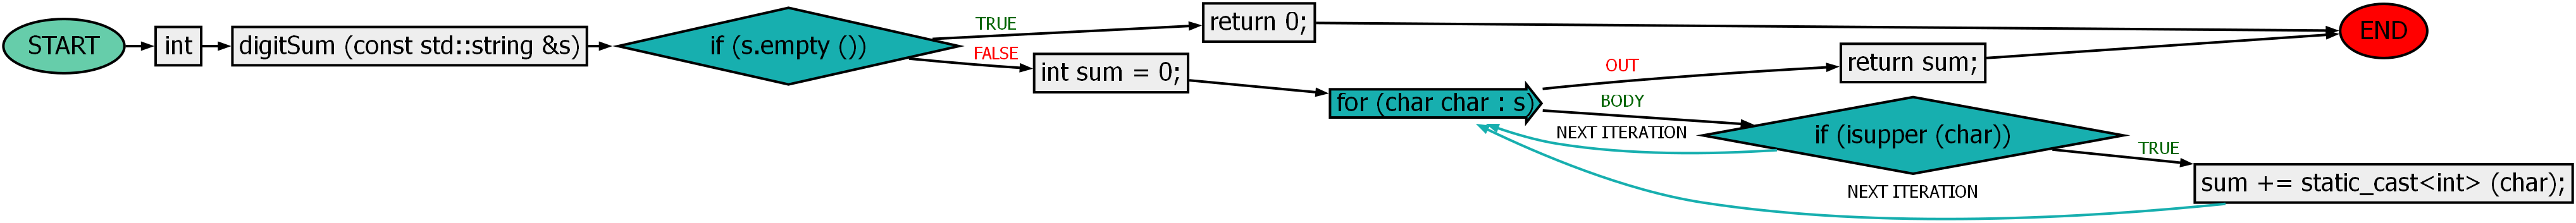 START
int
digitSum (const std::string &s)
if (s.empty ())
TRUE
return 0;
FALSE
int sum = 0;
for (char char : s)
OUT
return sum;
END
BODY
NEXT ITERATION
if (isupper (char))
TRUE
sum += static_cast<int> (char);
NEXT ITERATION